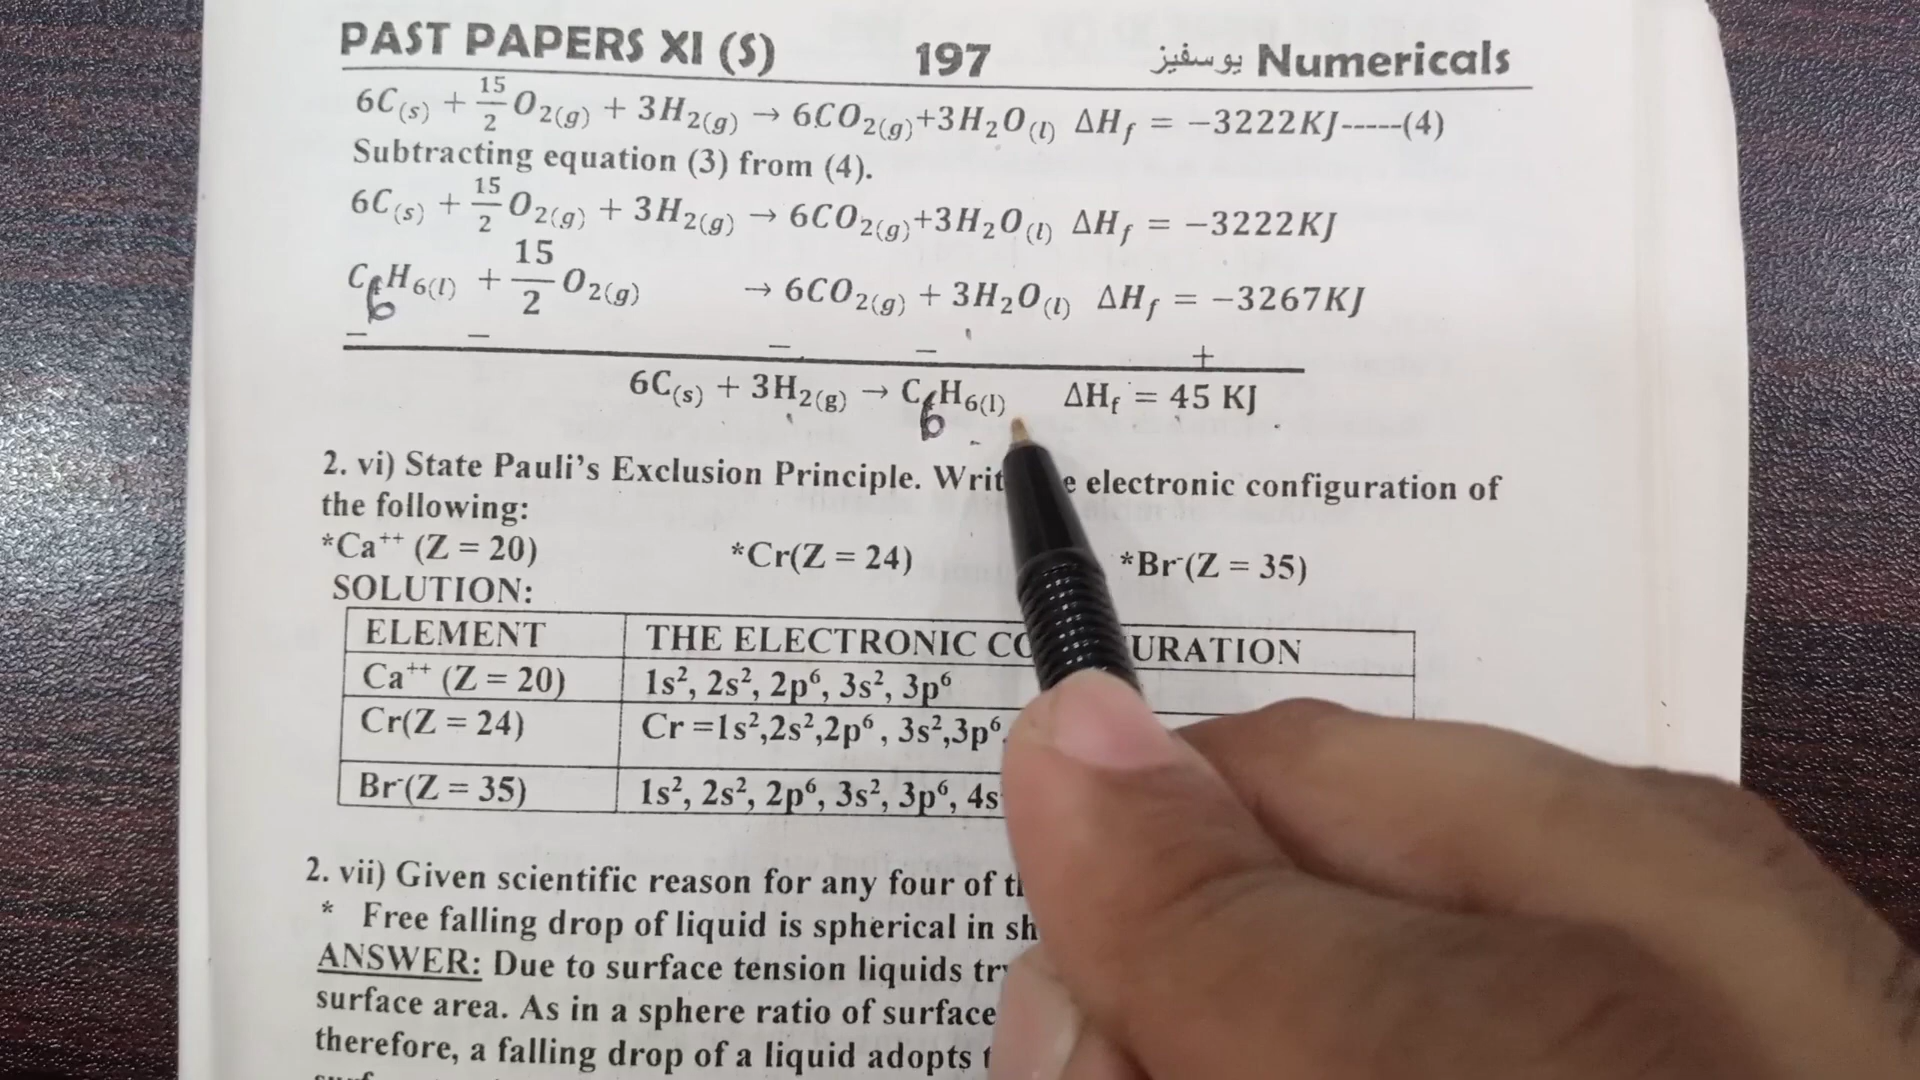 PAST PAPERS XI (S) 197 يوسفيز Numericals
6C(s) + 15/2 O2(g) + 3H2(g) → 6CO2(g)+3H2O(l) ΔHf = −3222KJ-----(4)
Subtracting equation (3) from (4).
6C(s) + 15/2 O2(g) + 3H2(g) → 6CO2(g)+3H2O(l) ΔHf = −3222KJ
C6H6(l) + 15/2 O2(g) → 6CO2(g) + 3H2O(l) ΔHf = −3267KJ
− − − − +
6C(s) + 3H2(g) → C6H6(l) ΔHf = 45 KJ
2. vi) State Pauli's Exclusion Principle. electronic configuration of
the following:
*Ca⁺⁺ (Z = 20) *Cr(Z = 24) *Br⁻(Z = 35)
SOLUTION:
ELEMENT THE ELECTRONIC
Ca⁺⁺ (Z = 20) 1s², 2s², 2p⁶, 3s², 3p⁶
Cr(Z = 24) Cr =1s²,2s²,2p⁶, 3s²,3p⁶
Br⁻(Z = 35) 1s², 2s², 2p⁶, 3s², 3p⁶, 4s
2. vii) Given scientific reason for any four of
* Free falling drop of liquid is spherical in
ANSWER: Due to surface tension liquids
surface area. As in a sphere ratio of surface
therefore, a falling drop of a liquid adopts